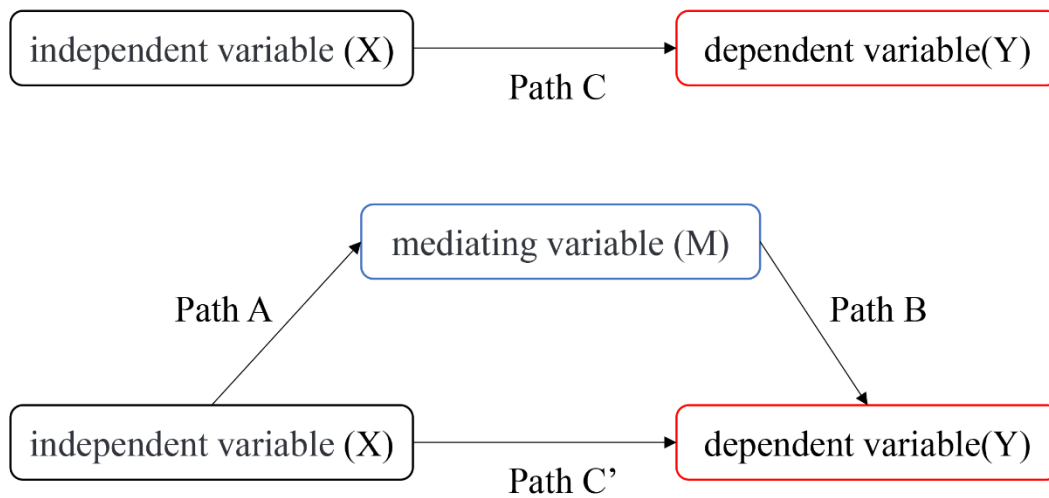 independent variable (X)
dependent variable(Y)
Path C
mediating variable (M)
Path A
Path B
independent variable (X)
dependent variable(Y)
Path C’